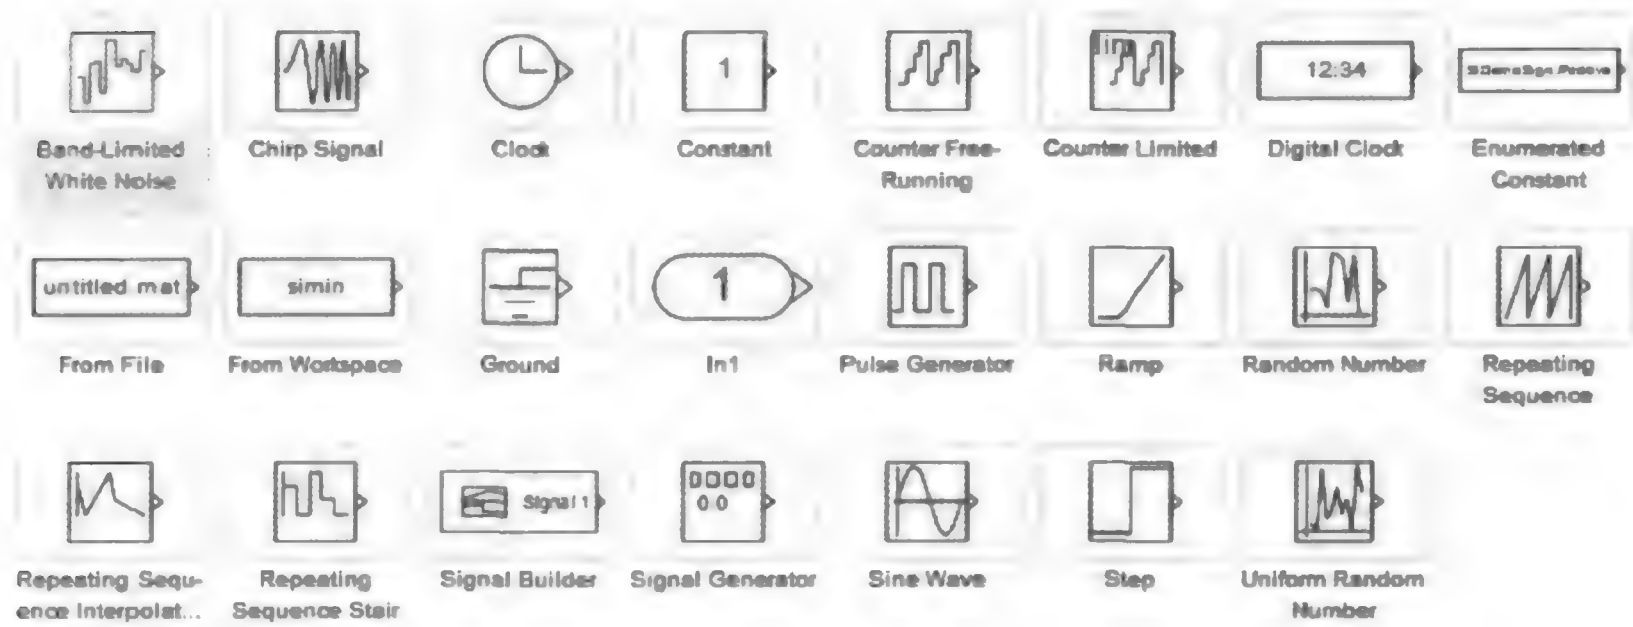 lim
1
12:34
Band-Limited
White Noise
Chirp Signal
Clock
Constant
Counter Free-
Running
Counter Limited
Digital Clock
Enumerated
Constant
untitled.mat
simin
1
From File
From Workspace
Ground
In1
Pulse Generator
Ramp
Random Number
Repeating
Sequence
Signal 1
0.0
Repeating Sequ-
ence Interpolat...
Repeating
Sequence Stair
Signal Builder
Signal Generator
Sine Wave
Step
Uniform Random
Number